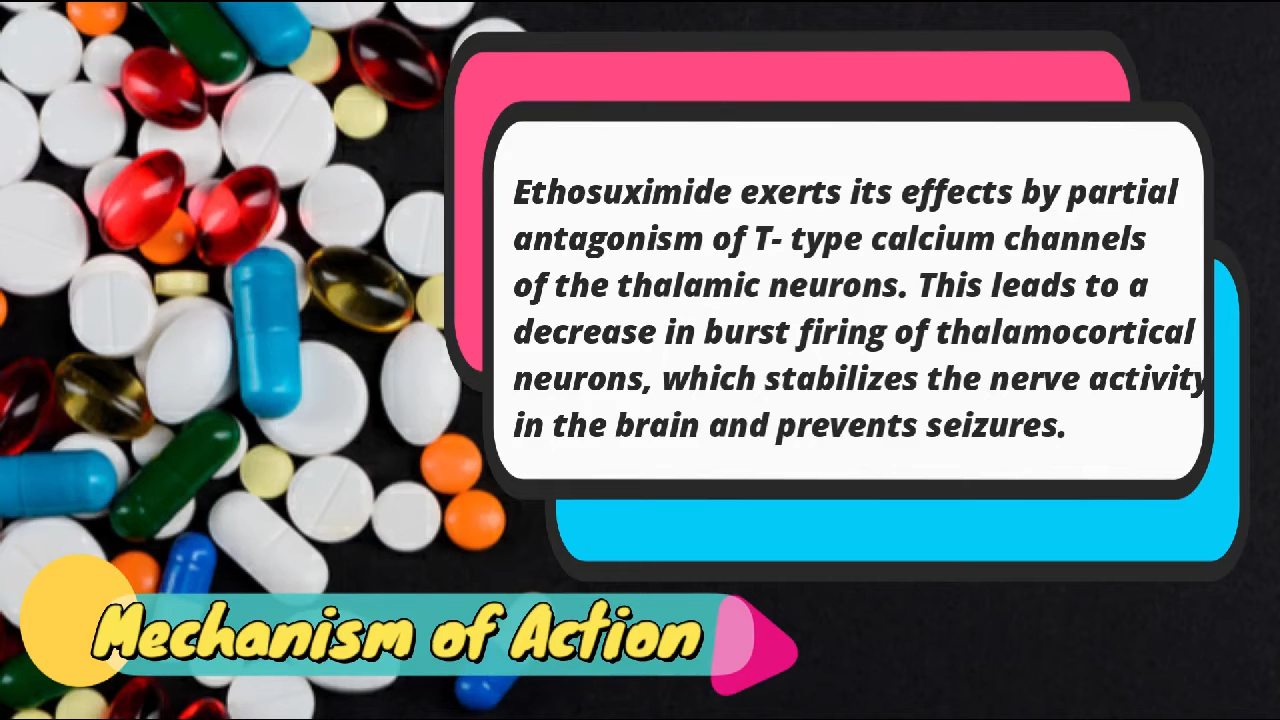 Ethosuximide exerts its effects by partial
antagonism of T- type calcium channels
of the thalamic neurons. This leads to a
decrease in burst firing of thalamocortical
neurons, which stabilizes the nerve activity
in the brain and prevents seizures.
Mechanism of Action